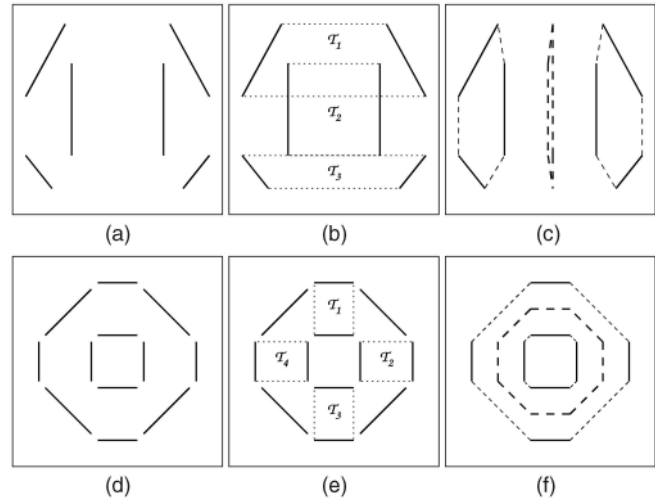 𝒯₁
𝒯₂
𝒯₃
(a) (b) (c)
𝒯₁
𝒯₄ 𝒯₂
𝒯₃
(d) (e) (f)